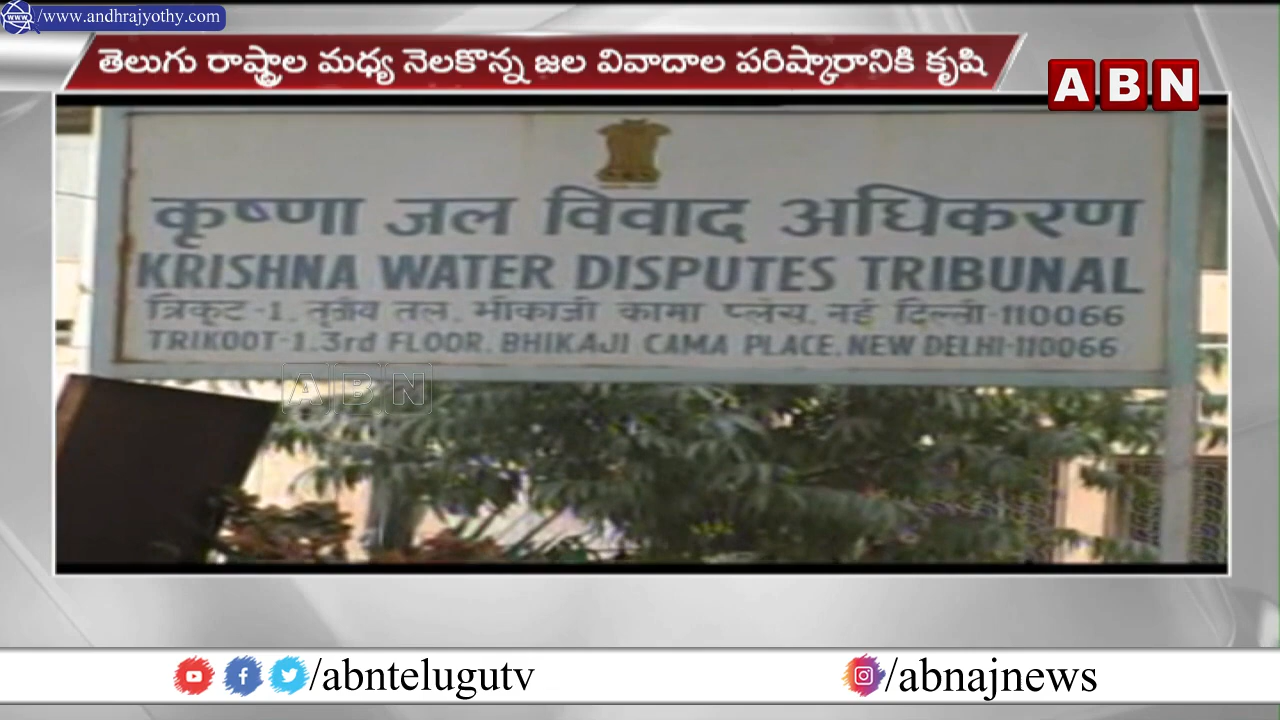 www./www.andhrajyothy.com
తెలుగు రాష్ట్రాల మధ్య నెలకొన్న జల వివాదాల పరిష్కారానికి కృషి
ABN
कृष्णा जल विवाद अधिकरण
KRISHNA WATER DISPUTES TRIBUNAL
त्रिकूट-1, तृतीय तल, भीकाजी कामा प्लेस, नई दिल्ली-110066
TRIKOOT-1, 3rd FLOOR, BHIKAJI CAMA PLACE, NEW DELHI-110066
ABN
/abntelugutv
/abnajnews